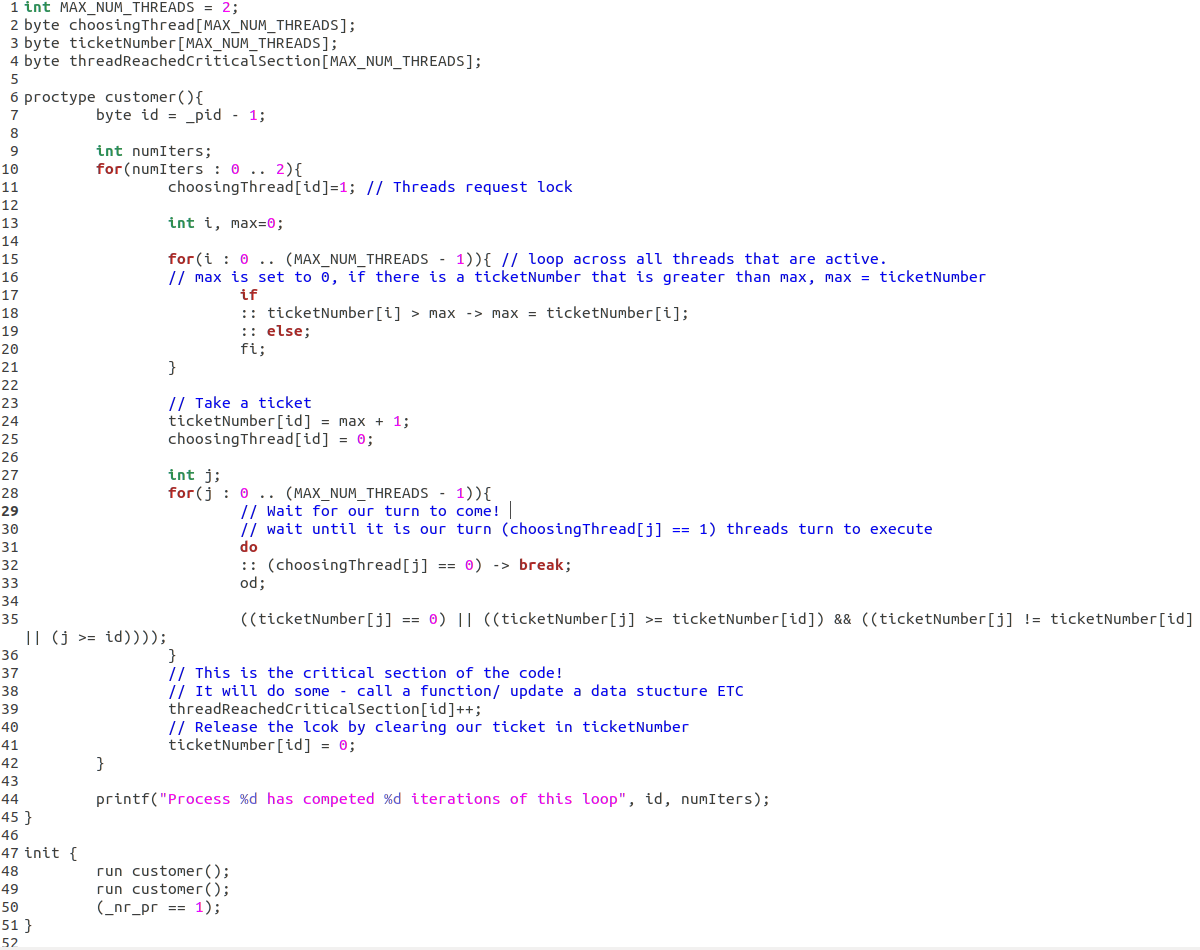 1 int MAX_NUM_THREADS = 2;
2 byte choosingThread[MAX_NUM_THREADS];
3 byte ticketNumber[MAX_NUM_THREADS];
4 byte threadReachedCriticalSection[MAX_NUM_THREADS];
5
6 proctype customer(){
7         byte id = _pid - 1;
8
9         int numIters;
10         for(numIters : 0 .. 2){
11                 choosingThread[id]=1; // Threads request lock
12
13                 int i, max=0;
14
15                 for(i : 0 .. (MAX_NUM_THREADS - 1)){ // loop across all threads that are active.
16                 // max is set to 0, if there is a ticketNumber that is greater than max, max = ticketNumber
17                         if
18                         :: ticketNumber[i] > max -> max = ticketNumber[i];
19                         :: else;
20                         fi;
21                 }
22
23                 // Take a ticket
24                 ticketNumber[id] = max + 1;
25                 choosingThread[id] = 0;
26
27                 int j;
28                 for(j : 0 .. (MAX_NUM_THREADS - 1)){
29                         // Wait for our turn to come!
30                         // wait until it is our turn (choosingThread[j] == 1) threads turn to execute
31                         do
32                         :: (choosingThread[j] == 0) -> break;
33                         od;
34
35                         ((ticketNumber[j] == 0) || ((ticketNumber[j] >= ticketNumber[id]) && ((ticketNumber[j] != ticketNumber[id]
|| (j >= id))));
36                 }
37                 // This is the critical section of the code!
38                 // It will do some - call a function/ update a data stucture ETC
39                 threadReachedCriticalSection[id]++;
40                 // Release the lcok by clearing our ticket in ticketNumber
41                 ticketNumber[id] = 0;
42         }
43
44         printf("Process %d has competed %d iterations of this loop", id, numIters);
45 }
46
47 init {
48         run customer();
49         run customer();
50         (_nr_pr == 1);
51 }
52